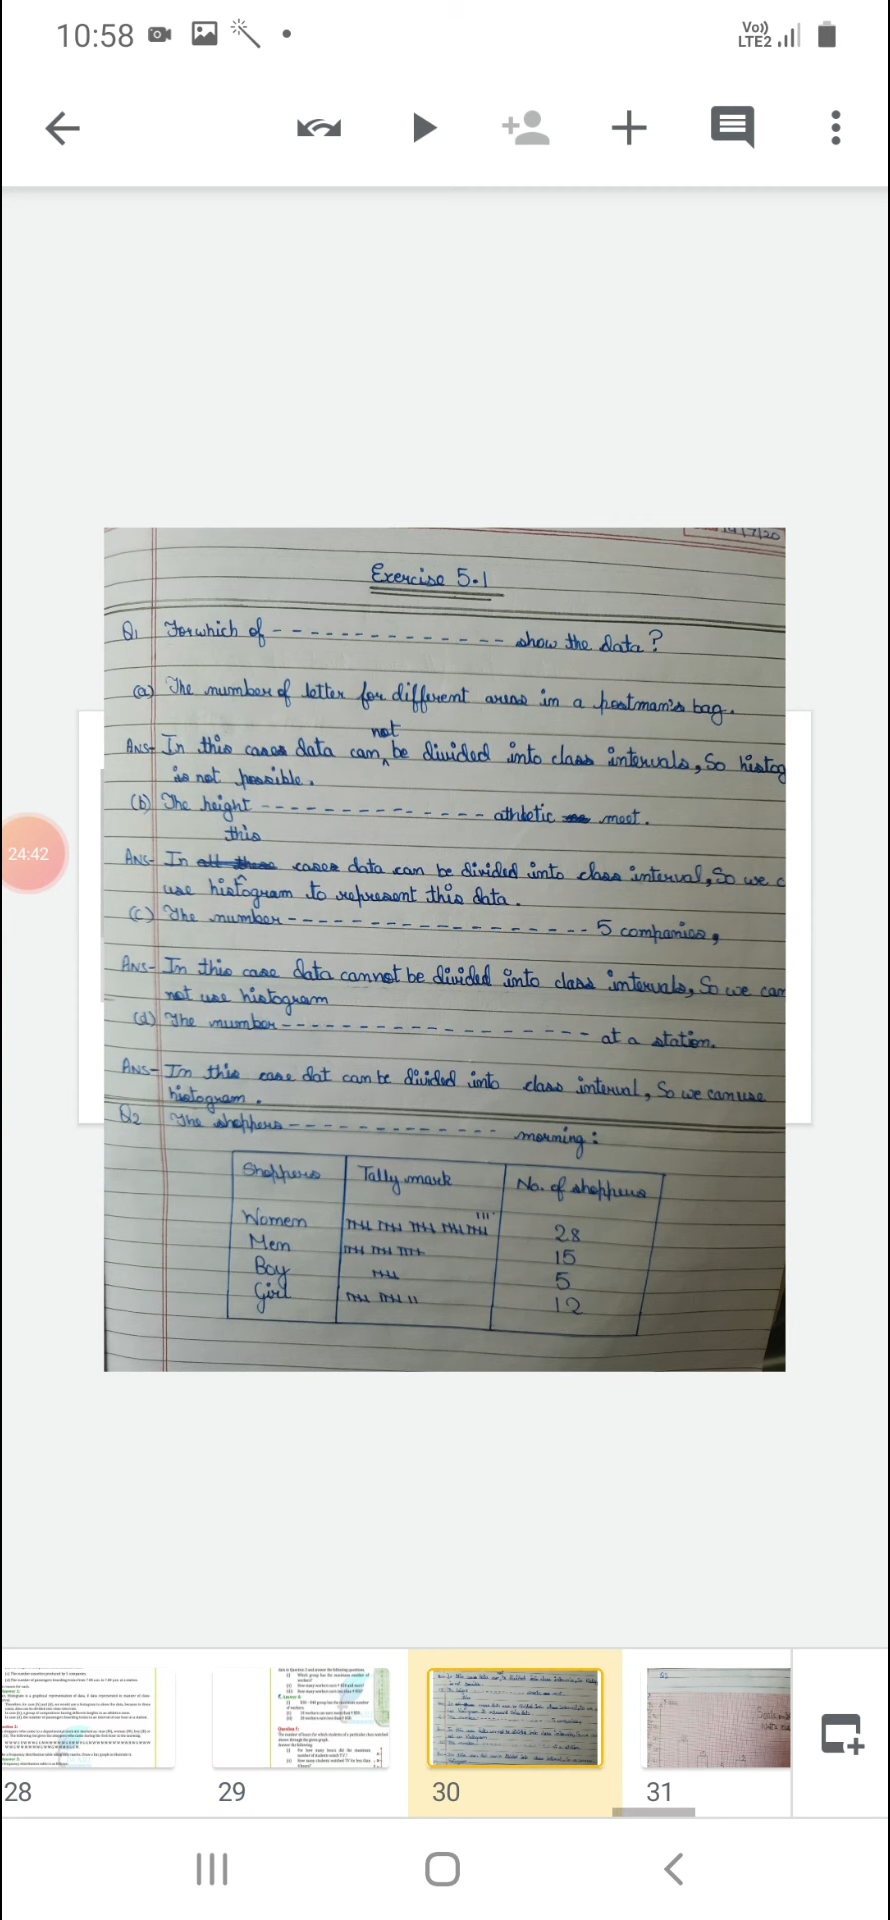 10:58
Vo))
LTE2
14/7/20
Exercise 5.1
Q1 For which of - - - - - - - - - - - - - show the data?
(a) The number of letter for different areas in a postman's bag.
not
Ans- In this cases data can ^ be divided into class intervals, So histog
is not possible.
(b) The height - - - - - - - - - - - - - athletic meet.
this
Ans- In all these cases data can be divided into class interval, So we c
use histogram to represent this data.
(c) The number - - - - - - - - - - - - - - - - 5 companies,
24:42
Ans- In this case data cannot be divided into class intervals, So we can
not use histogram
(d) The number - - - - - - - - - - - - - - - - at a station.
Ans- In this case dat can be divided into class interval, So we can use
histogram.
Q2 The shoppers - - - - - - - - - - - - - morning:
Shoppers Tally mark No. of shoppers
Women 28
Men 15
Boy 5
Girl 12
28
29
30
31